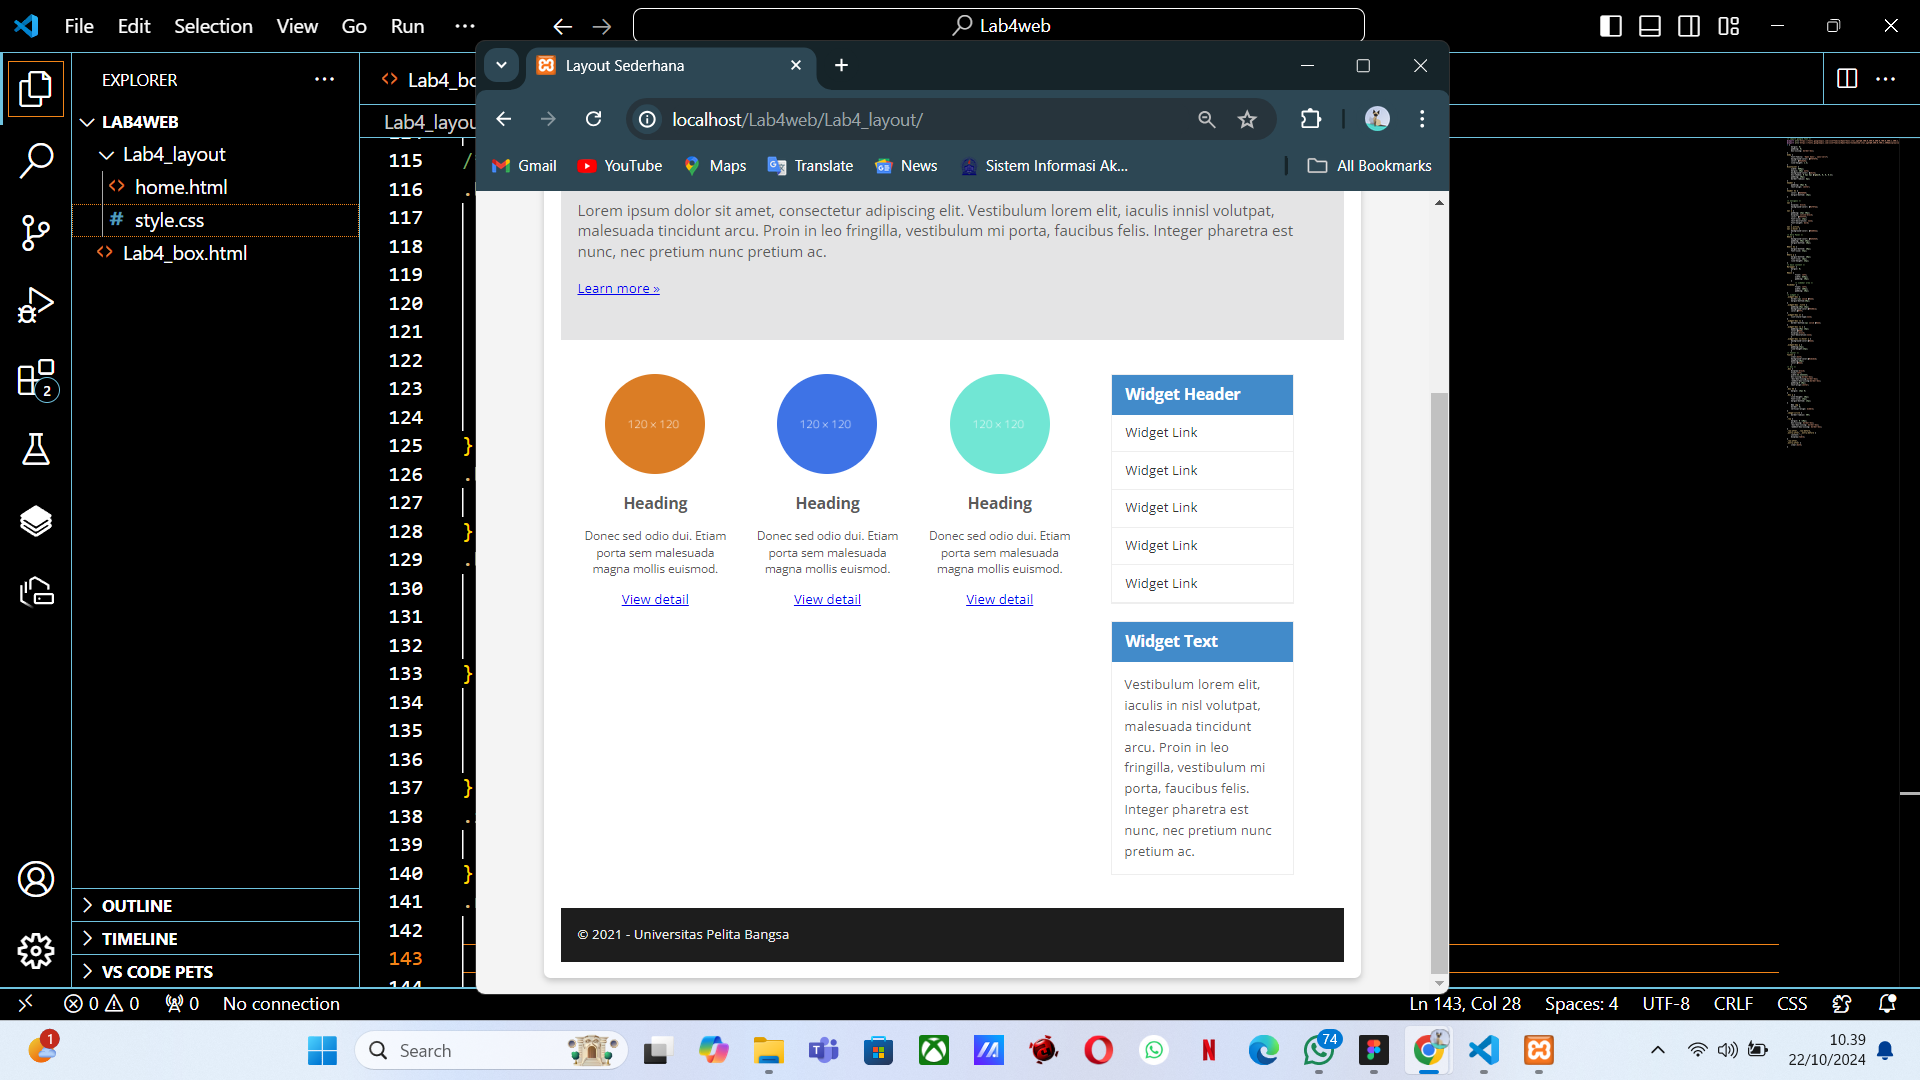 File Edit Selection View Go Run ···
Lab4web
EXPLORER
LAB4WEB
Lab4_layout
home.html
style.css
Lab4_box.html
OUTLINE
TIMELINE
VS CODE PETS
2
Lab4_bo
Lab4_layou
115 /
116 .
117
118
119
120
121
122
123
124
125 }
126 .
127
128 }
129 .
130
131
132
133 }
134
135
136
137 }
138 .
139
140 }
141 .
142
143
144
Layout Sederhana
localhost/Lab4web/Lab4_layout/
Gmail YouTube Maps Translate News Sistem Informasi Ak... All Bookmarks
Lorem ipsum dolor sit amet, consectetur adipiscing elit. Vestibulum lorem elit, iaculis innisl volutpat,
malesuada tincidunt arcu. Proin in leo fringilla, vestibulum mi porta, faucibus felis. Integer pharetra est
nunc, nec pretium nunc pretium ac.
Learn more »
120 × 120
Heading
Donec sed odio dui. Etiam
porta sem malesuada
magna mollis euismod.
View detail
120 × 120
Heading
Donec sed odio dui. Etiam
porta sem malesuada
magna mollis euismod.
View detail
120 × 120
Heading
Donec sed odio dui. Etiam
porta sem malesuada
magna mollis euismod.
View detail
Widget Header
Widget Link
Widget Link
Widget Link
Widget Link
Widget Link
Widget Text
Vestibulum lorem elit,
iaculis in nisl volutpat,
malesuada tincidunt
arcu. Proin in leo
fringilla, vestibulum mi
porta, faucibus felis.
Integer pharetra est
nunc, nec pretium nunc
pretium ac.
© 2021 - Universitas Pelita Bangsa
0 0 0 No connection
Ln 143, Col 28 Spaces: 4 UTF-8 CRLF CSS
1
Search
74
10.39
22/10/2024